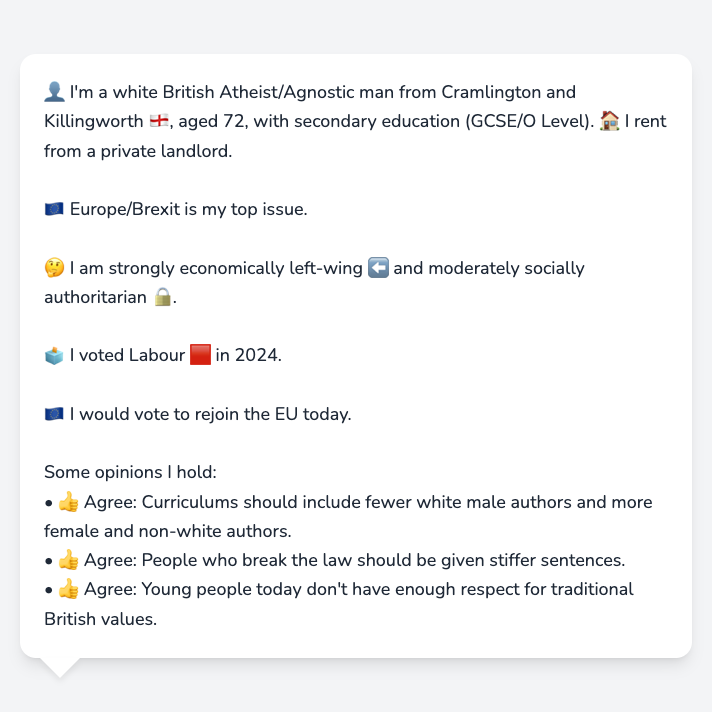 👤 I'm a white British Atheist/Agnostic man from Cramlington and
Killingworth 🏴󠁧󠁢󠁥󠁮󠁧󠁿, aged 72, with secondary education (GCSE/O Level). 🏠 I rent
from a private landlord.
🇪🇺 Europe/Brexit is my top issue.
🤔 I am strongly economically left-wing ⬅️ and moderately socially
authoritarian 🔒.
🗳️ I voted Labour 🟥 in 2024.
🇪🇺 I would vote to rejoin the EU today.
Some opinions I hold:
• 👍 Agree: Curriculums should include fewer white male authors and more
female and non-white authors.
• 👍 Agree: People who break the law should be given stiffer sentences.
• 👍 Agree: Young people today don't have enough respect for traditional
British values.